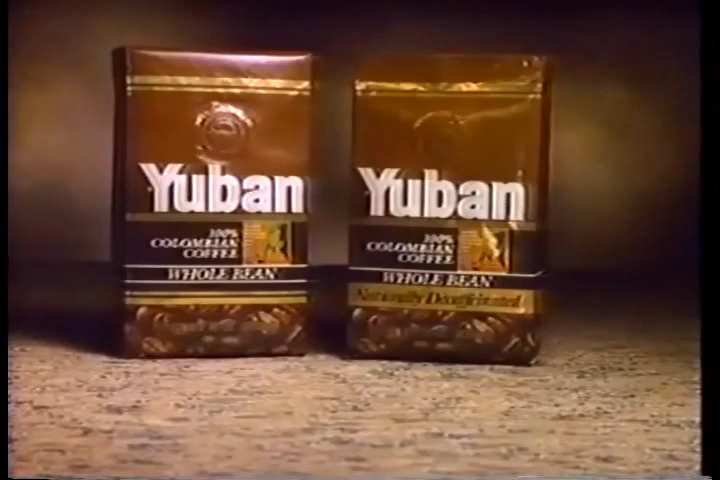 Yuban
100%
COLOMBIAN
COFFEE
WHOLE BEAN
Yuban
100%
COLOMBIAN
COFFEE
WHOLE BEAN
Naturally Decaffeinated